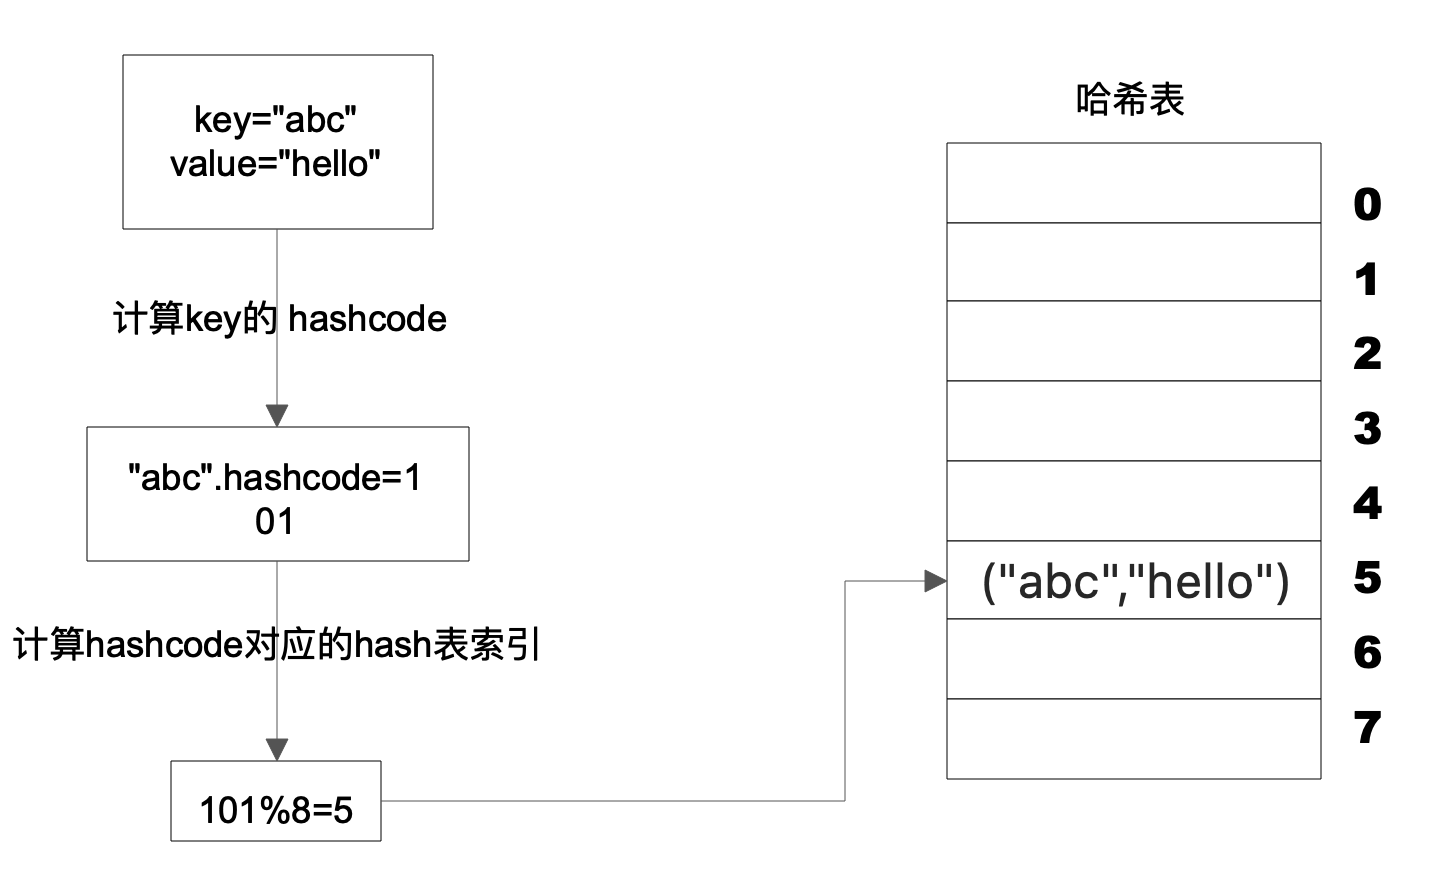 key="abc"
value="hello"
计算key的 hashcode
"abc".hashcode=1
01
计算hashcode对应的hash表索引
101%8=5
哈希表
0
1
2
3
4
("abc","hello")
5
6
7